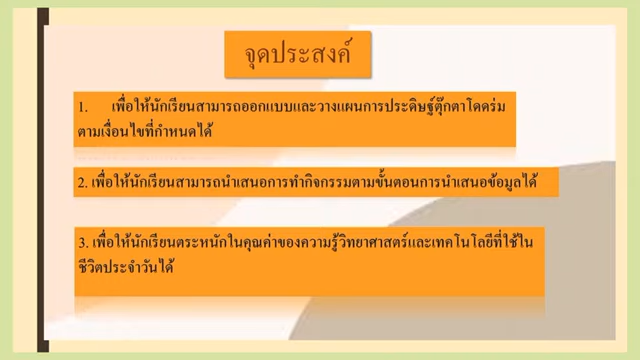 จุดประสงค์
1. เพื่อให้นักเรียนสามารถออกแบบและวางแผนการประดิษฐ์ตุ๊กตาโดดร่ม
ตามเงื่อนไขที่กำหนดได้
2. เพื่อให้นักเรียนสามารถนำเสนอการทำกิจกรรมตามขั้นตอนการนำเสนอข้อมูลได้
3. เพื่อให้นักเรียนตระหนักในคุณค่าของความรู้วิทยาศาสตร์และเทคโนโลยีที่ใช้ใน
ชีวิตประจำวันได้